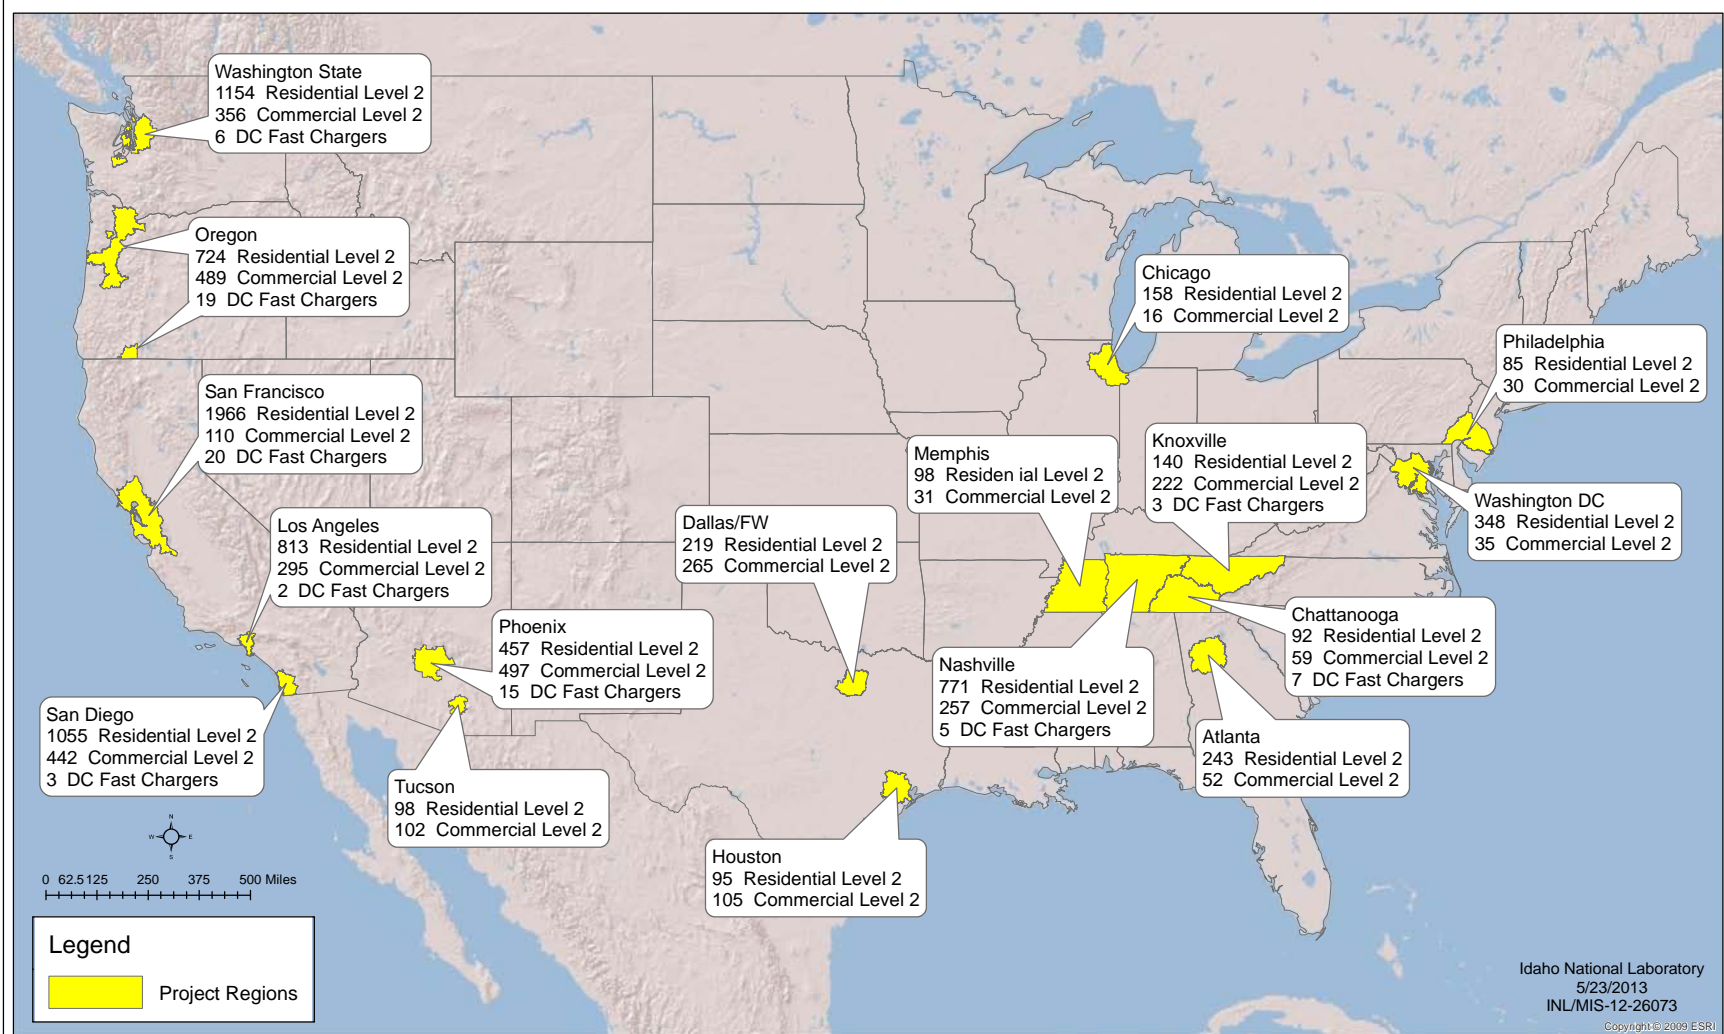 Washington State
1154 Residential Level 2
356 Commercial Level 2
6 DC Fast Chargers
Oregon
724 Residential Level 2
489 Commercial Level 2
19 DC Fast Chargers
San Francisco
1966 Residential Level 2
110 Commercial Level 2
20 DC Fast Chargers
Los Angeles
813 Residential Level 2
295 Commercial Level 2
2 DC Fast Chargers
San Diego
1055 Residential Level 2
442 Commercial Level 2
3 DC Fast Chargers
Phoenix
457 Residential Level 2
497 Commercial Level 2
15 DC Fast Chargers
Tucson
98 Residential Level 2
102 Commercial Level 2
Dallas/FW
219 Residential Level 2
265 Commercial Level 2
Houston
95 Residential Level 2
105 Commercial Level 2
Memphis
98 Residen ial Level 2
31 Commercial Level 2
Nashville
771 Residential Level 2
257 Commercial Level 2
5 DC Fast Chargers
Knoxville
140 Residential Level 2
222 Commercial Level 2
3 DC Fast Chargers
Chattanooga
92 Residential Level 2
59 Commercial Level 2
7 DC Fast Chargers
Atlanta
243 Residential Level 2
52 Commercial Level 2
Chicago
158 Residential Level 2
16 Commercial Level 2
Philadelphia
85 Residential Level 2
30 Commercial Level 2
Washington DC
348 Residential Level 2
35 Commercial Level 2
N
W E
S
0 62.5 125 250 375 500 Miles
Legend
Project Regions
Idaho National Laboratory
5/23/2013
INL/MIS-12-26073
Copyright:© 2009 ESRI